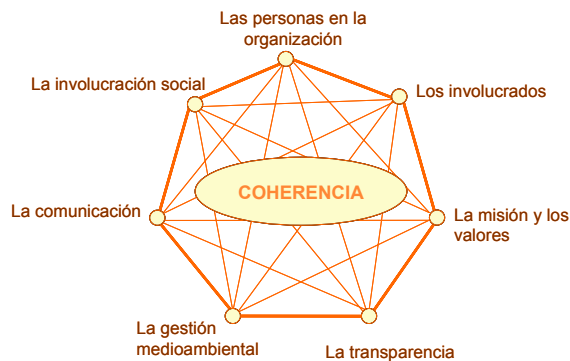 Las personas en la
organización
La involucración social
Los involucrados
COHERENCIA
La comunicación
La misión y los
valores
La gestión
medioambiental
La transparencia